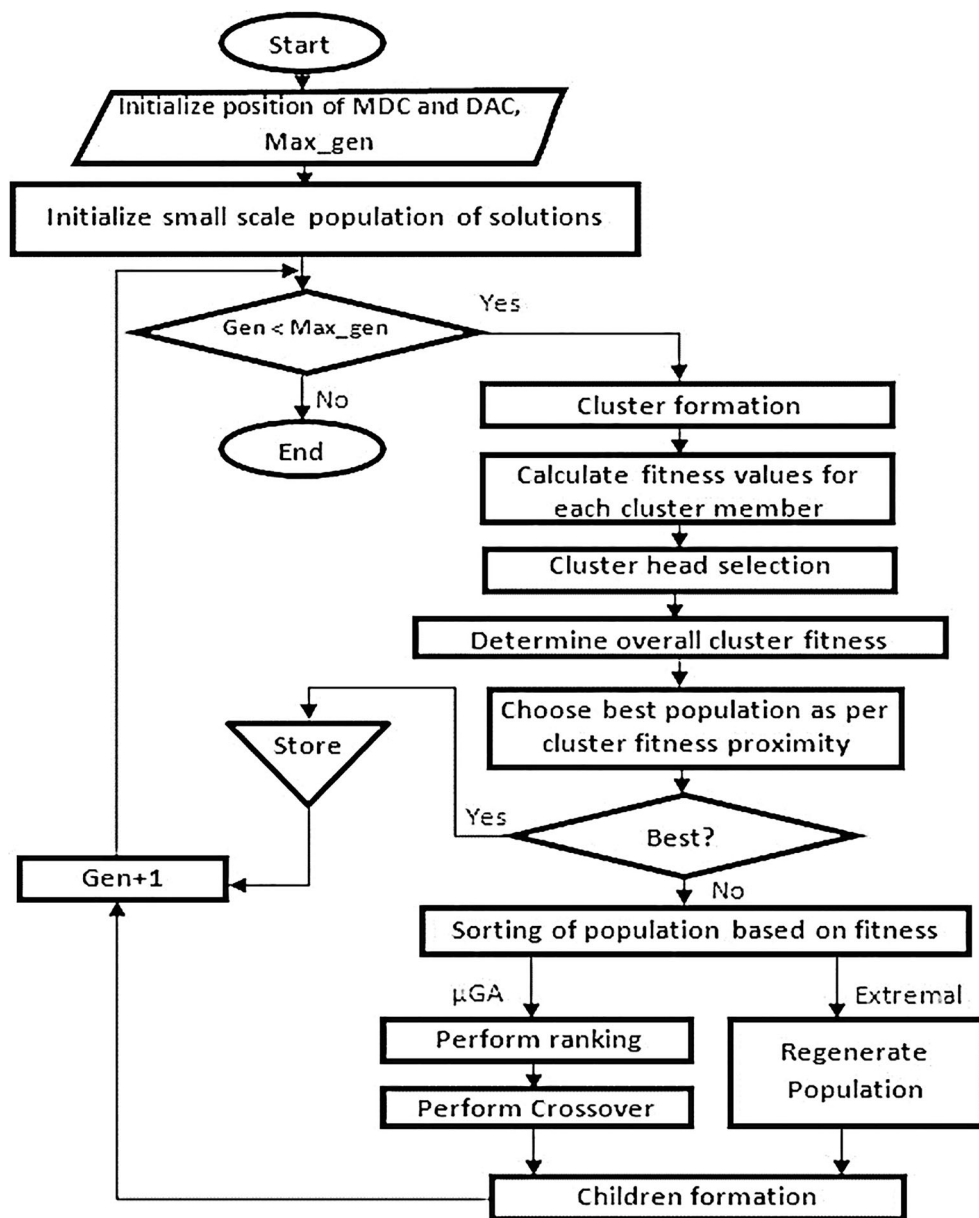 Start
Initialize position of MDC and DAC,
Max_gen
Initialize small scale population of solutions
Gen < Max_gen
Yes
No
End
Cluster formation
Calculate fitness values for
each cluster member
Cluster head selection
Determine overall cluster fitness
Choose best population as per
cluster fitness proximity
Store
Yes
Best?
Gen+1
No
Sorting of population based on fitness
μGA
Extremal
Perform ranking
Regenerate
Population
Perform Crossover
Children formation